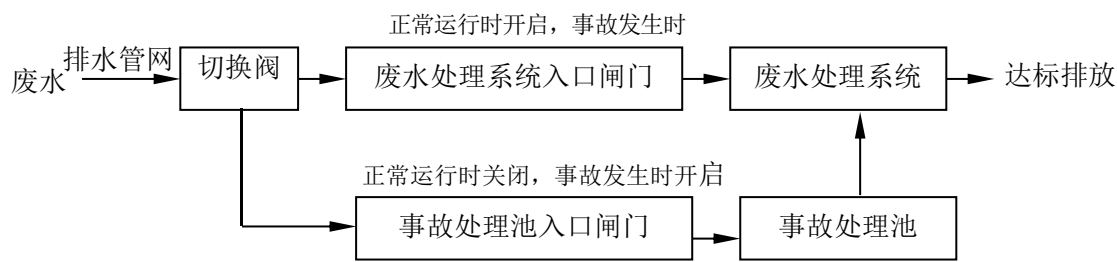 正常运行时开启，事故发生时
废水 排水管网 切换阀 废水处理系统入口闸门 废水处理系统 达标排放
正常运行时关闭，事故发生时开启
事故处理池入口闸门 事故处理池